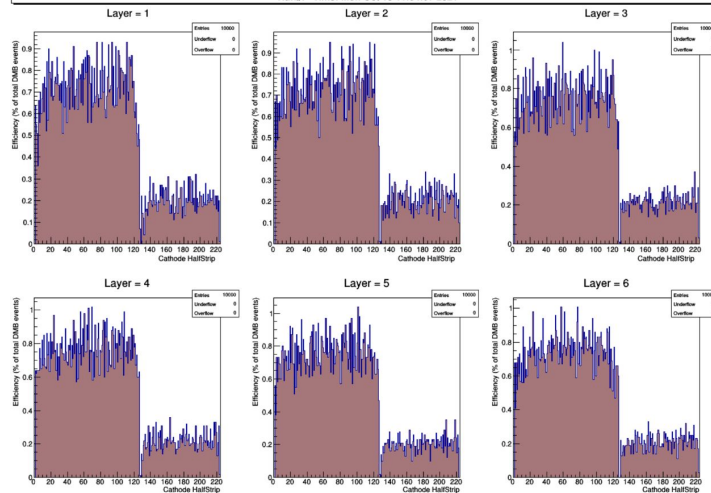 Layer = 1
Entries 10000
Underflow 0
Overflow 0
Efficiency (% of total DMB events)
0.9
0.8
0.7
0.6
0.5
0.4
0.3
0.2
0.1
0
0 20 40 60 80 100 120 140 160 180 200 220
Cathode HalfStrip
Layer = 2
Entries 10000
Underflow 0
Overflow 0
Efficiency (% of total DMB events)
0.9
0.8
0.7
0.6
0.5
0.4
0.3
0.2
0.1
0
0 20 40 60 80 100 120 140 160 180 200 220
Cathode HalfStrip
Layer = 3
Entries 1000
Underflow
Overflow
Efficiency (% of total DMB events)
1
0.8
0.6
0.4
0.2
0
0 20 40 60 80 100 120 140 160 180 200 220
Cathode HalfStrip
Layer = 4
Entries 10000
Underflow 0
Overflow 0
Efficiency (% of total DMB events)
1
0.8
0.6
0.4
0.2
0
0 20 40 60 80 100 120 140 160 180 200 220
Cathode HalfStrip
Layer = 5
Entries 10000
Underflow 0
Overflow 0
Efficiency (% of total DMB events)
1
0.8
0.6
0.4
0.2
0
0 20 40 60 80 100 120 140 160 180 200 220
Cathode HalfStrip
Layer = 6
Entries 1000
Underflow
Overflow
Efficiency (% of total DMB events)
1
0.8
0.6
0.4
0.2
0
0 20 40 60 80 100 120 140 160 180 200 220
Cathode HalfStrip